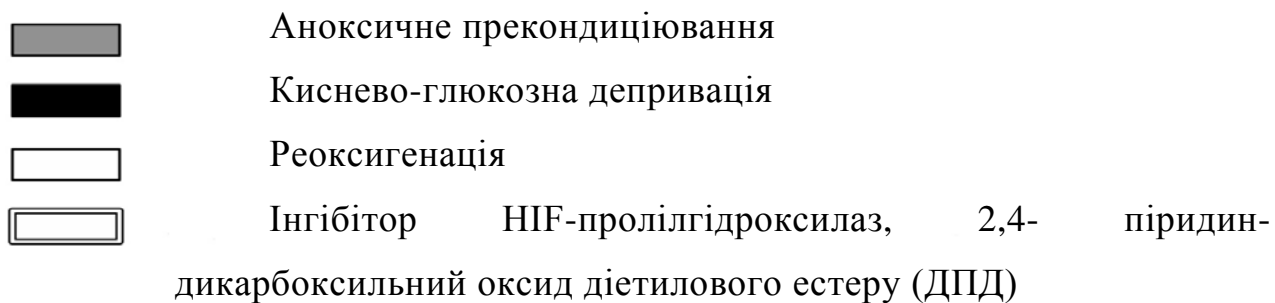 Аноксичне прекондиціювання
Киснево-глюкозна депривація
Реоксигенація
Інгібітор HIF-пролілгідроксилаз, 2,4- піридин-
дикарбоксильний оксид діетилового естеру (ДПД)